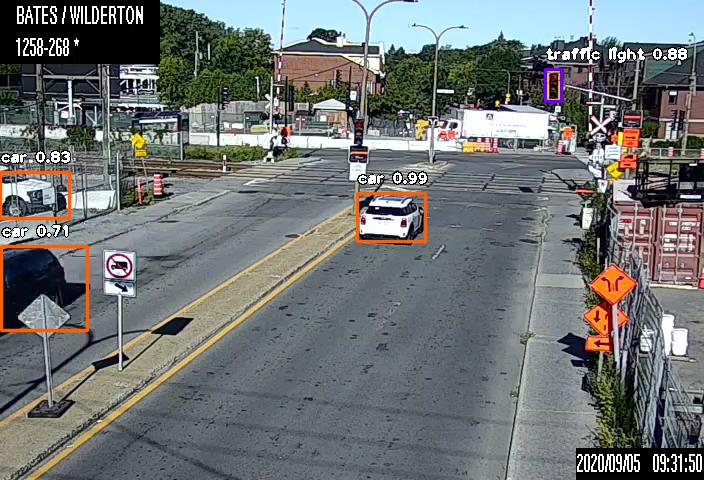 BATES / WILDERTON
1258-268 *
traffic light 0.88
car 0.83
car 0.99
car 0.71
2020/09/05 09:31:50